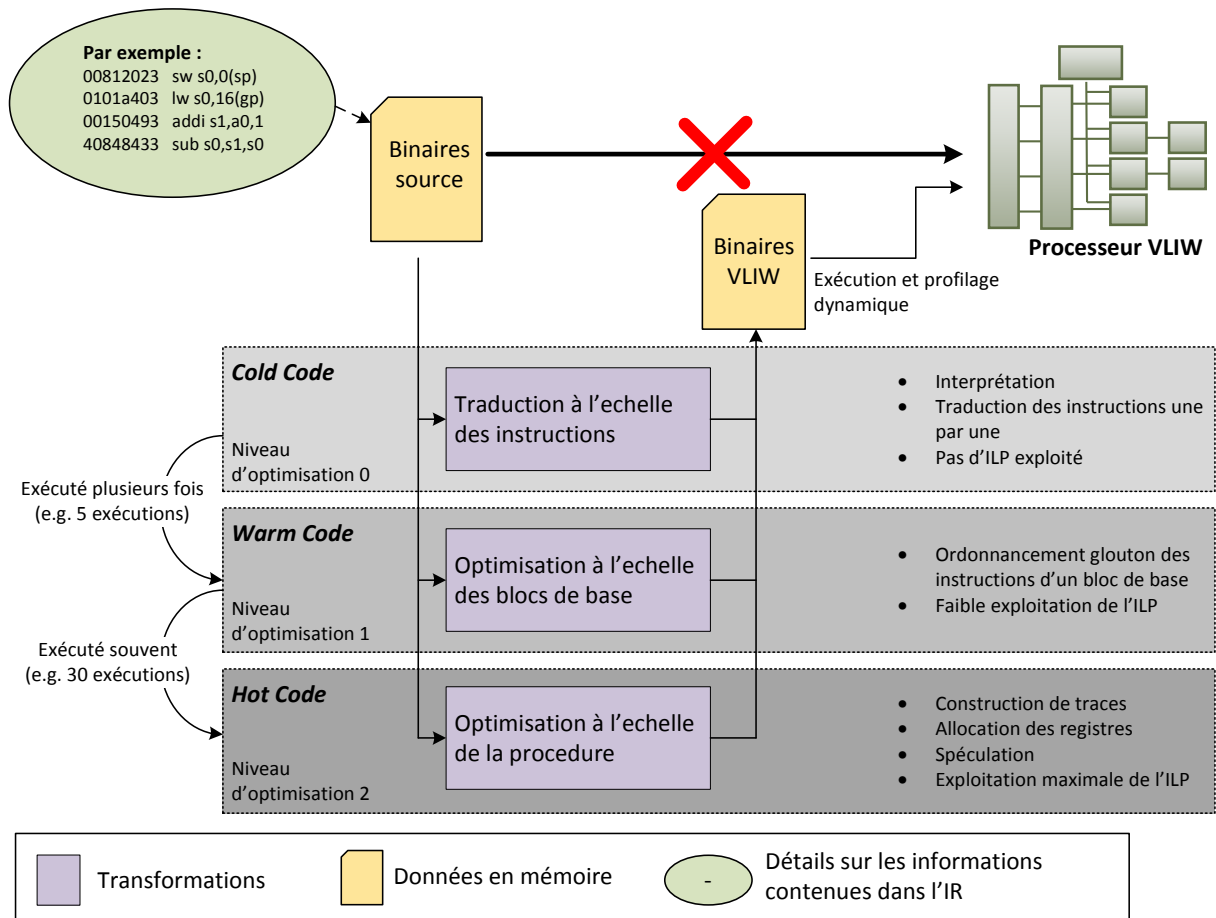 Par exemple :
00812023 sw s0,0(sp)
0101a403 lw s0,16(gp)
00150493 addi s1,a0,1
40848433 sub s0,s1,s0
Binaires
source
Binaires
VLIW
Processeur VLIW
Exécution et profilage
dynamique
Cold Code
Niveau
d’optimisation 0
Traduction à l’echelle
des instructions
• Interprétation
• Traduction des instructions une
par une
• Pas d’ILP exploité
Exécuté plusieurs fois
(e.g. 5 exécutions)
Warm Code
Niveau
d’optimisation 1
Optimisation à l’echelle
des blocs de base
• Ordonnancement glouton des
instructions d’un bloc de base
• Faible exploitation de l’ILP
Exécuté souvent
(e.g. 30 exécutions)
Hot Code
Niveau
d’optimisation 2
Optimisation à l’echelle
de la procedure
• Construction de traces
• Allocation des registres
• Spéculation
• Exploitation maximale de l’ILP
Transformations
Données en mémoire
-
Détails sur les informations
contenues dans l’IR